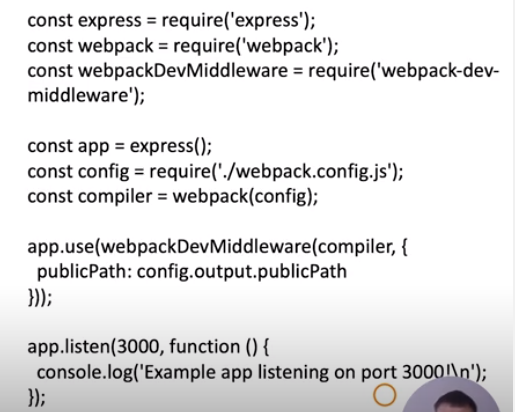 const express = require('express');
const webpack = require('webpack');
const webpackDevMiddleware = require('webpack-dev-
middleware');
const app = express();
const config = require('./webpack.config.js');
const compiler = webpack(config);
app.use(webpackDevMiddleware(compiler, {
publicPath: config.output.publicPath
}));
app.listen(3000, function () {
console.log('Example app listening on port 3000!\n');
});